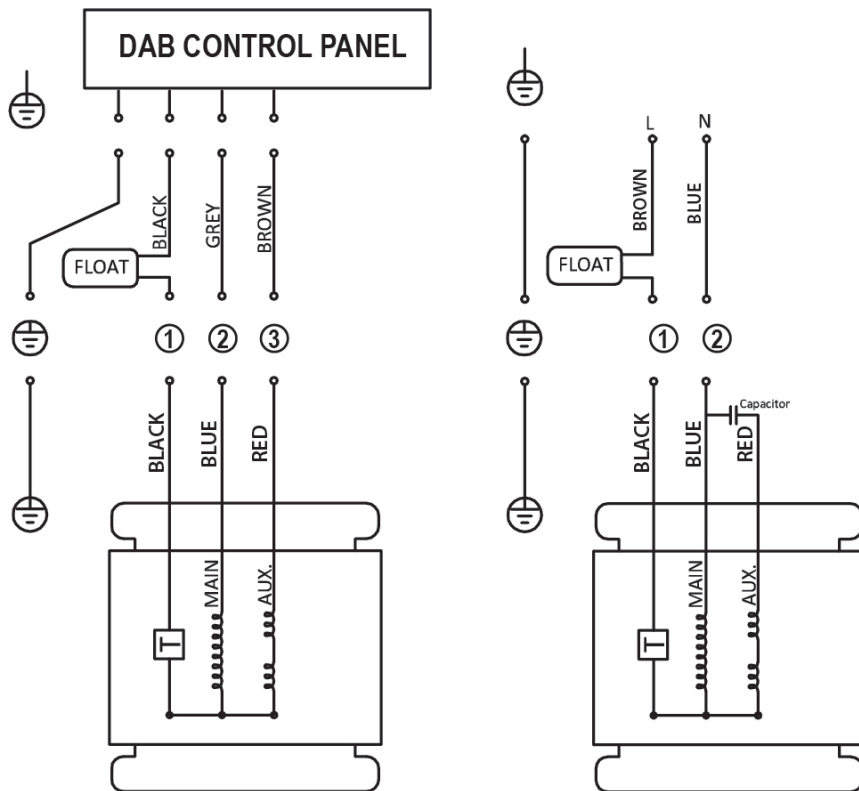 DAB CONTROL PANEL
BLACK
GREY
BROWN
FLOAT
1
2
3
BLACK
BLUE
RED
MAIN
AUX.
T
L
N
BROWN
BLUE
FLOAT
1
2
Capacitor
BLACK
BLUE
RED
MAIN
AUX.
T